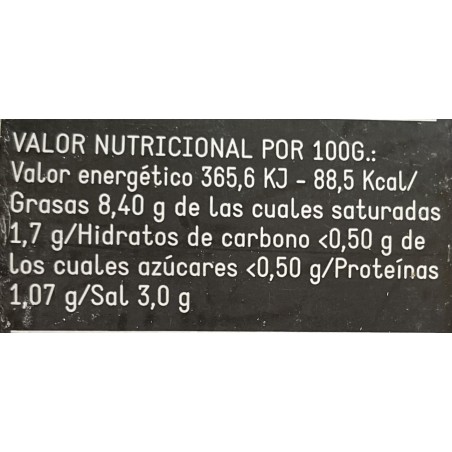 VALOR NUTRICIONAL POR 100G.:
Valor energético 365,6 KJ - 88,5 Kcal/
Grasas 8,40 g de las cuales saturadas
1,7 g/Hidratos de carbono <0,50 g de
los cuales azúcares <0,50 g/Proteínas
1,07 g/Sal 3,0 g